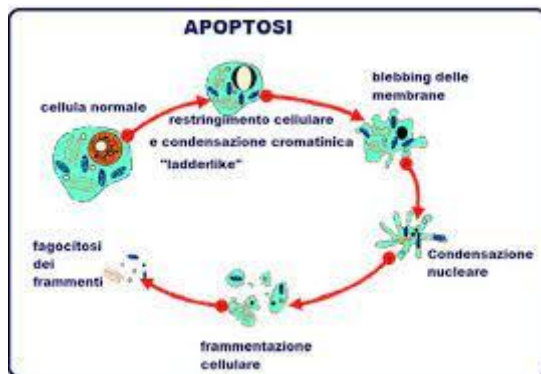 APOPTOSI
cellula normale
restringimento cellulare
e condensazione cromatinica
"ladderlike"
blebbing delle
membrane
Condensazione
nucleare
frammentazione
cellulare
fagocitosi
dei
frammenti